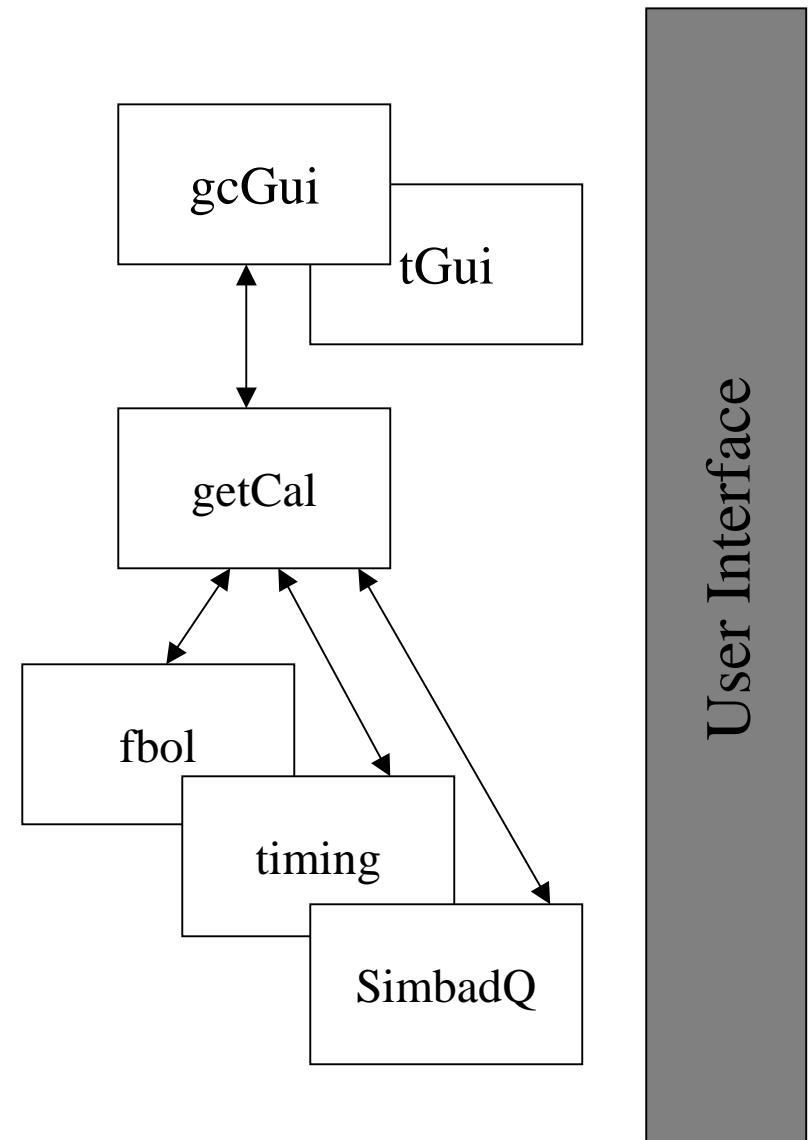 gcGui
tGui
getCal
fbol
timing
SimbadQ
User Interface